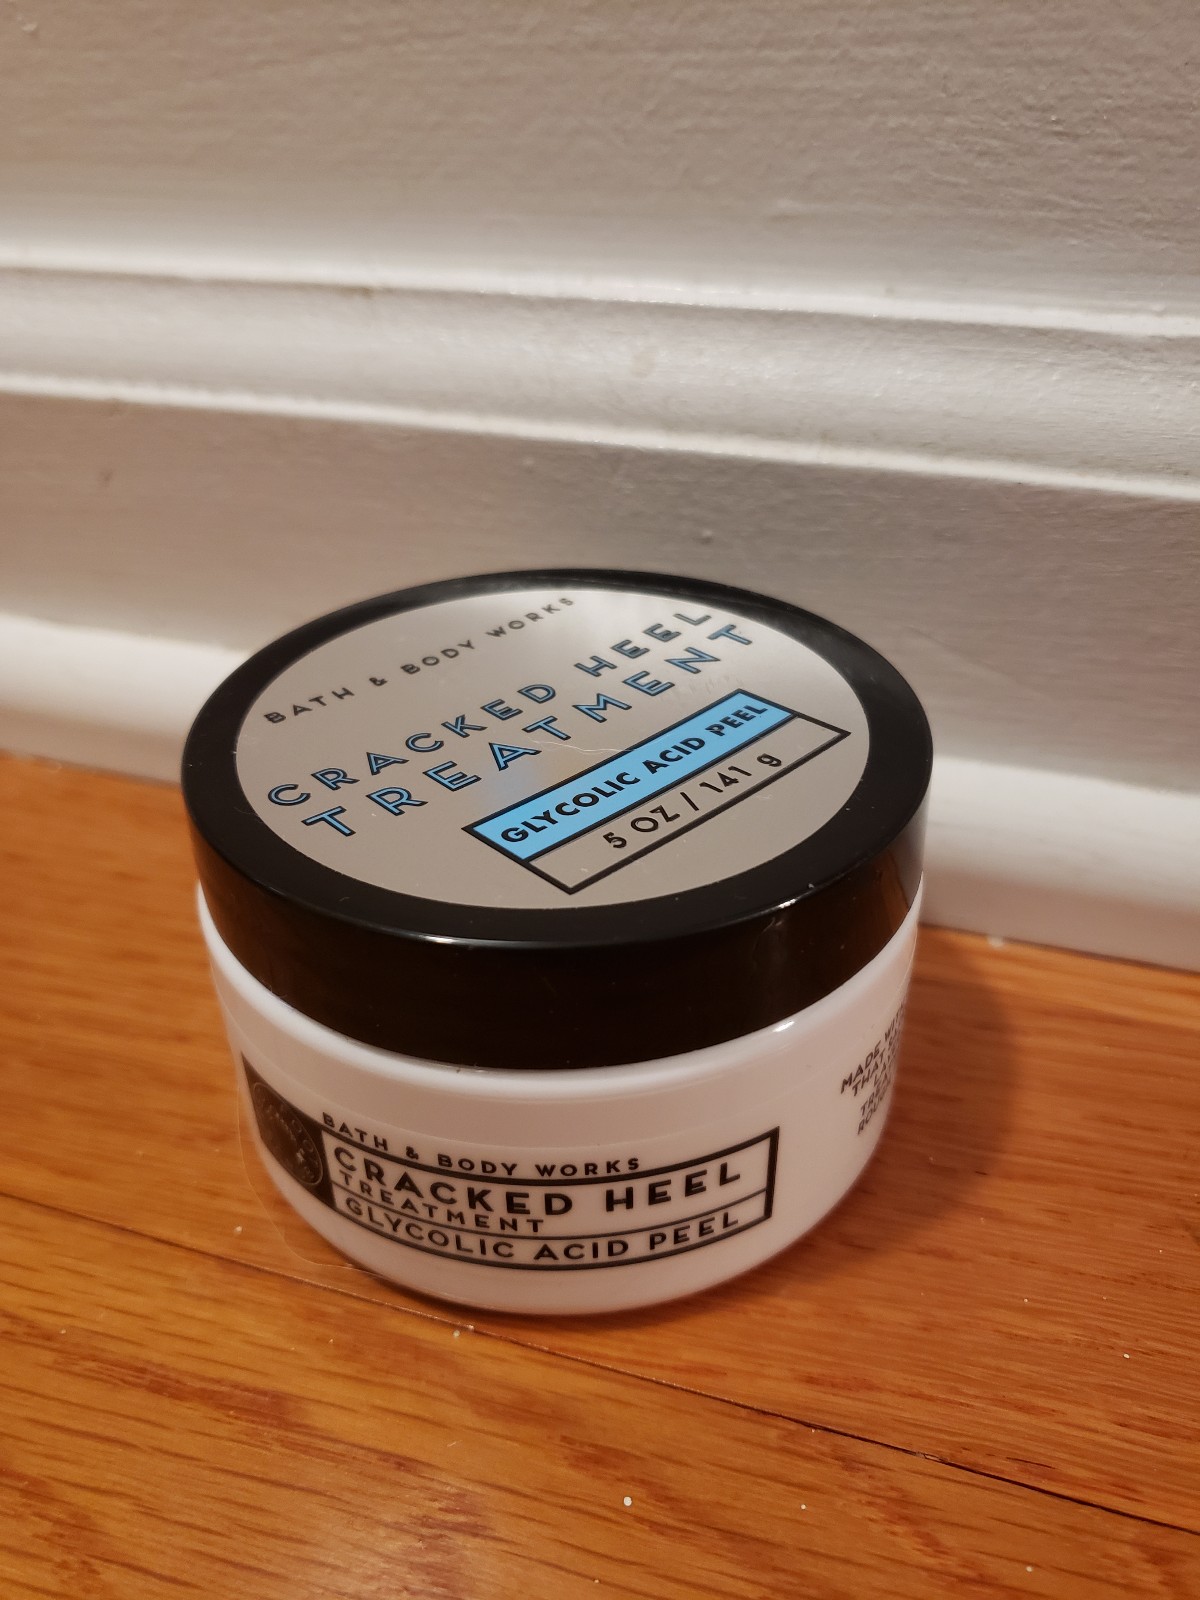 BATH & BODY WORKS
CRACKED HEEL
TREATMENT
GLYCOLIC ACID PEEL
5 OZ / 141 g
BATH & BODY WORKS
CRACKED HEEL
TREATMENT
GLYCOLIC ACID PEEL
MADE
THAT